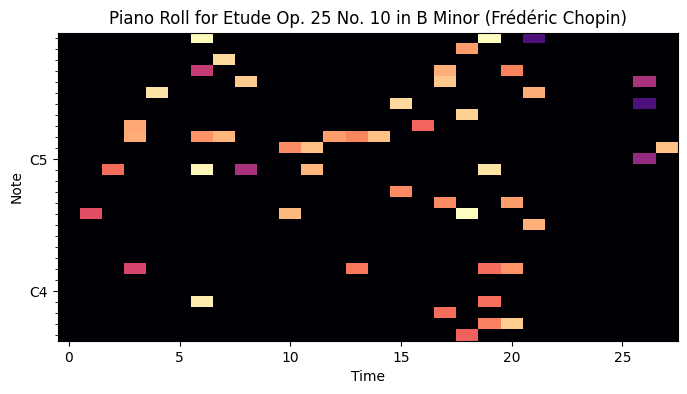 Piano Roll for Etude Op. 25 No. 10 in B Minor (Frédéric Chopin)
C5
Note
C4
0 5 10 15 20 25
Time